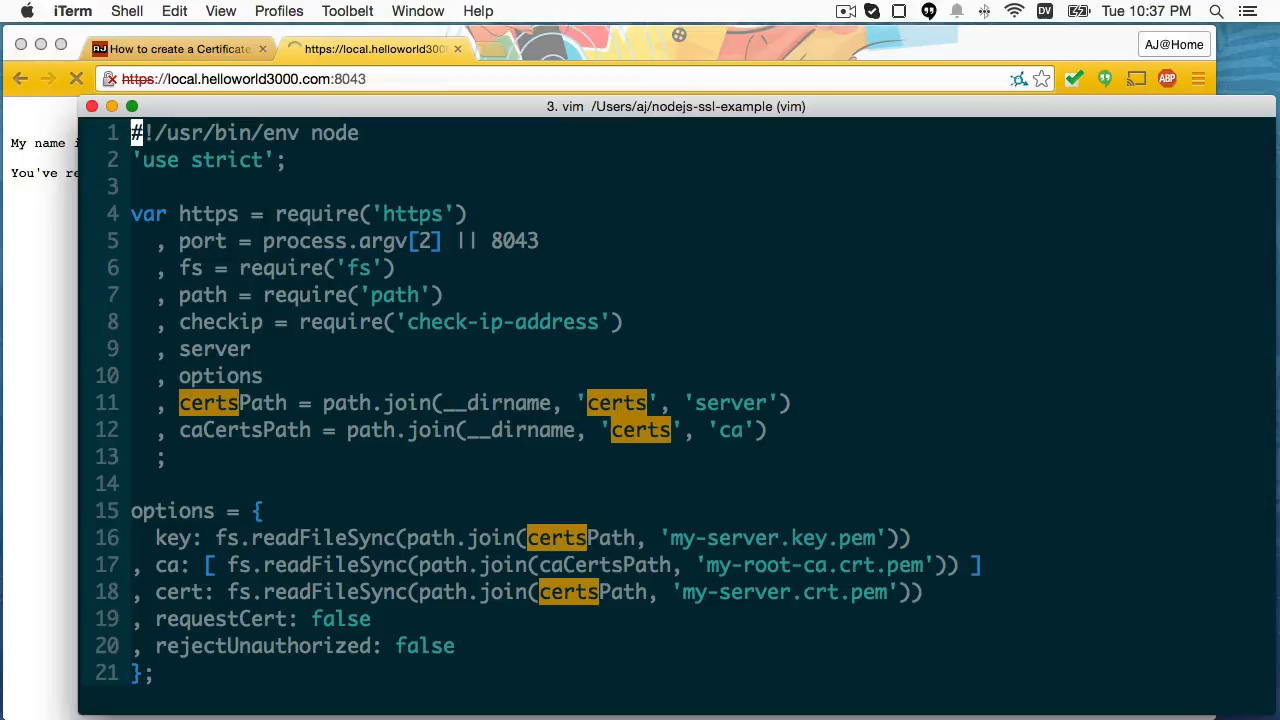 iTerm Shell Edit View Profiles Toolbelt Window Help DV Tue 10:37 PM
AJ How to create a Certificate × https://local.helloworld300 × AJ@Home
https://local.helloworld3000.com:8043 ABP
My name i
You've re
3. vim /Users/aj/nodejs-ssl-example (vim)
1 #!/usr/bin/env node
2 'use strict';
3
4 var https = require('https')
5 , port = process.argv[2] || 8043
6 , fs = require('fs')
7 , path = require('path')
8 , checkip = require('check-ip-address')
9 , server
10 , options
11 , certsPath = path.join(__dirname, 'certs', 'server')
12 , caCertsPath = path.join(__dirname, 'certs', 'ca')
13 ;
14
15 options = {
16 key: fs.readFileSync(path.join(certsPath, 'my-server.key.pem'))
17 , ca: [ fs.readFileSync(path.join(caCertsPath, 'my-root-ca.crt.pem')) ]
18 , cert: fs.readFileSync(path.join(certsPath, 'my-server.crt.pem'))
19 , requestCert: false
20 , rejectUnauthorized: false
21 };